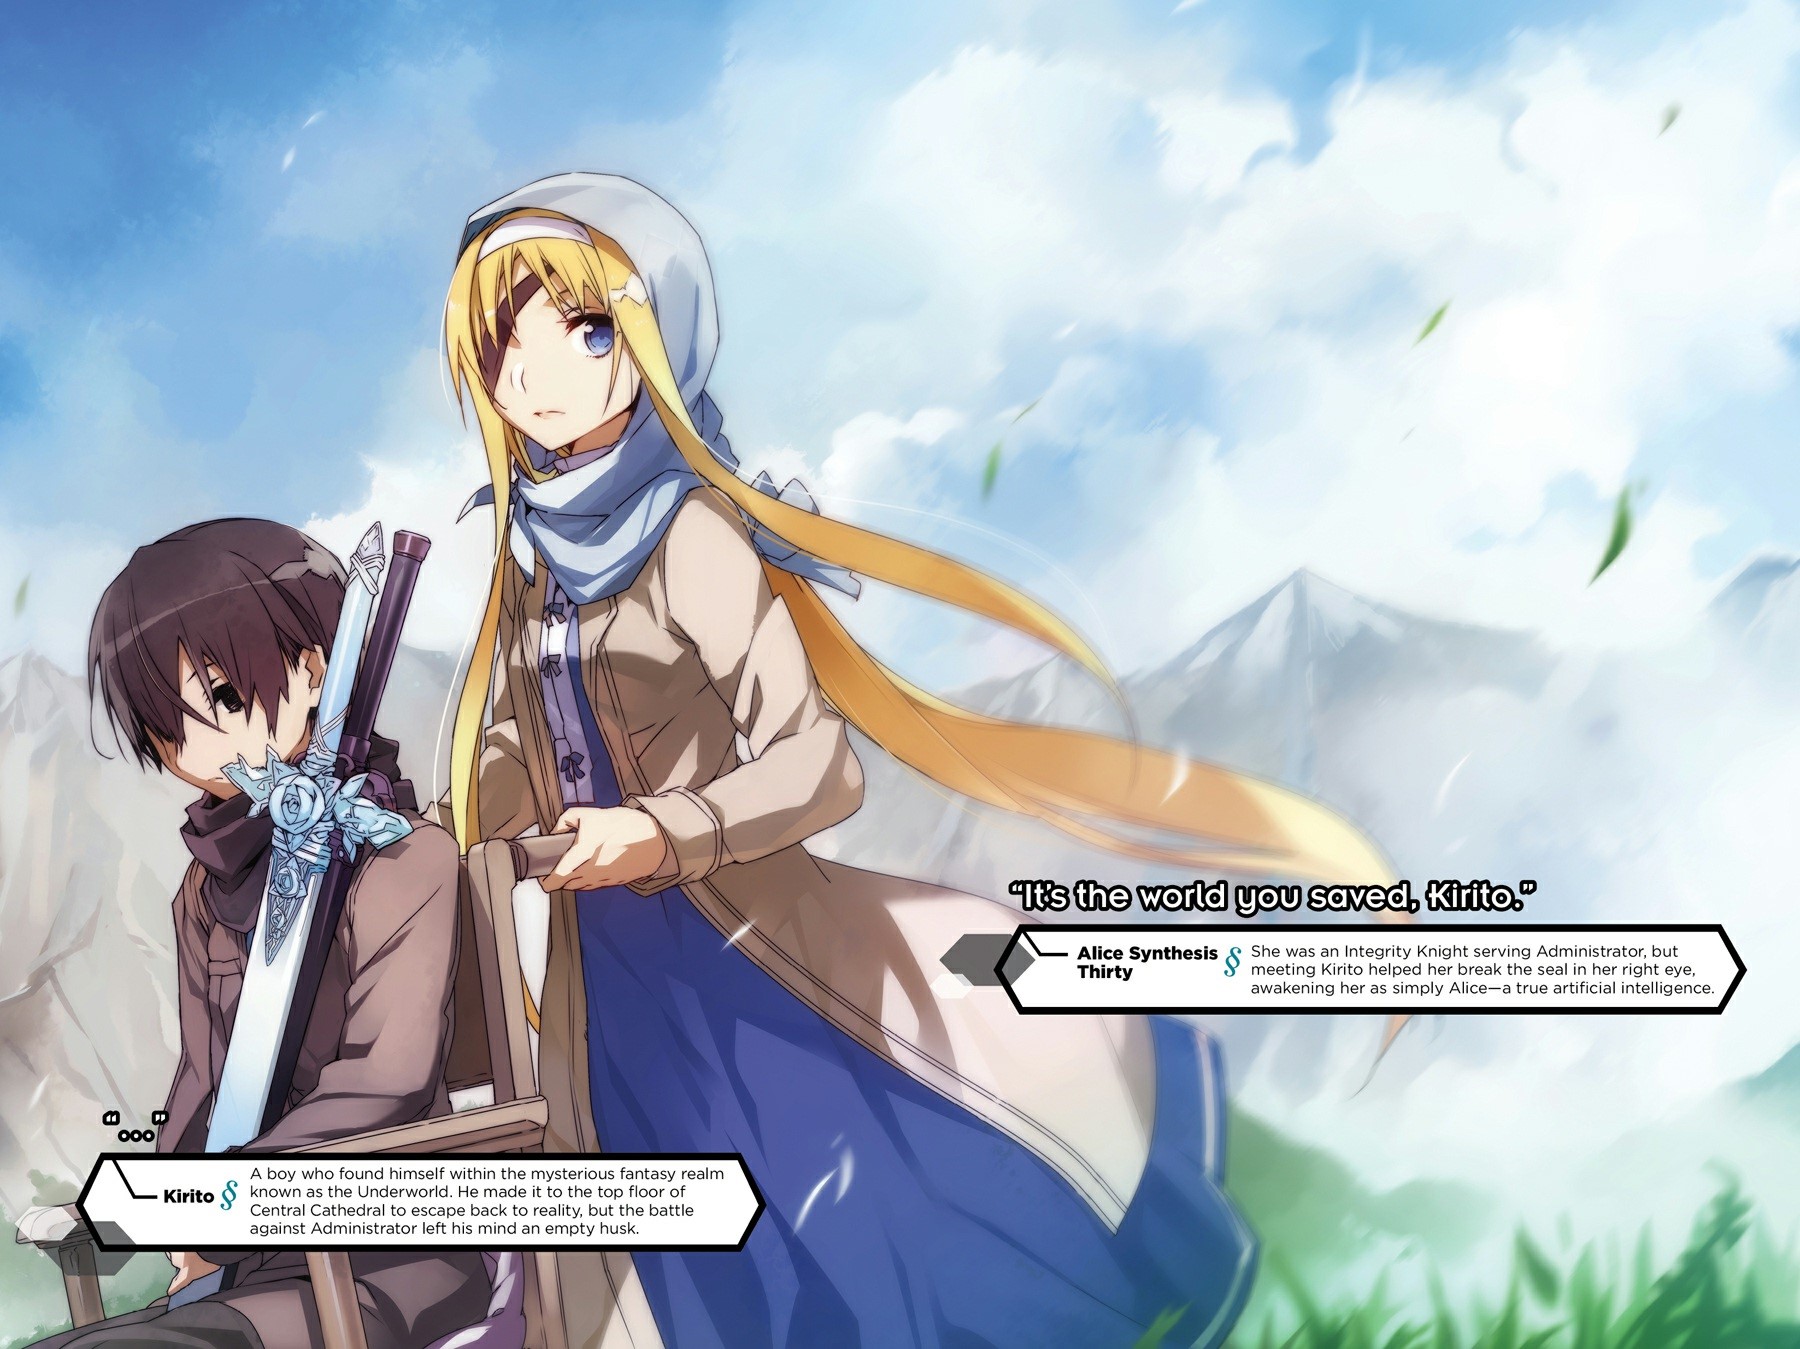 “It’s the world you saved, Kirito.”
Alice Synthesis
Thirty
§
She was an Integrity Knight serving Administrator, but
meeting Kirito helped her break the seal in her right eye,
awakening her as simply Alice—a true artificial intelligence.
“...”
Kirito §
A boy who found himself within the mysterious fantasy realm
known as the Underworld. He made it to the top floor of
Central Cathedral to escape back to reality, but the battle
against Administrator left his mind an empty husk.